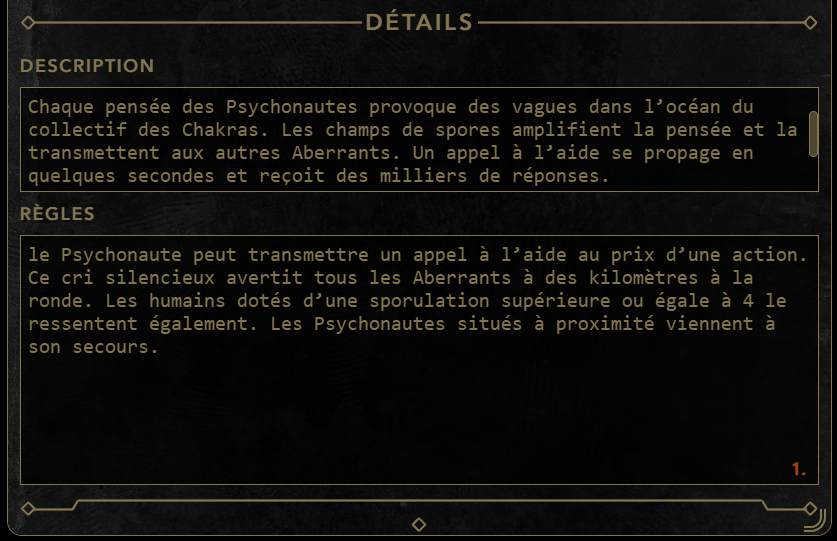 DÉTAILS
DESCRIPTION
Chaque pensée des Psychonautes provoque des vagues dans l’océan du
collectif des Chakras. Les champs de spores amplifient la pensée et la
transmettent aux autres Aberrants. Un appel à l’aide se propage en
quelques secondes et reçoit des milliers de réponses.
RÈGLES
le Psychonaute peut transmettre un appel à l’aide au prix d’une action.
Ce cri silencieux avertit tous les Aberrants à des kilomètres à la
ronde. Les humains dotés d’une sporulation supérieure ou égale à 4 le
ressentent également. Les Psychonautes situés à proximité viennent à
son secours.
1.